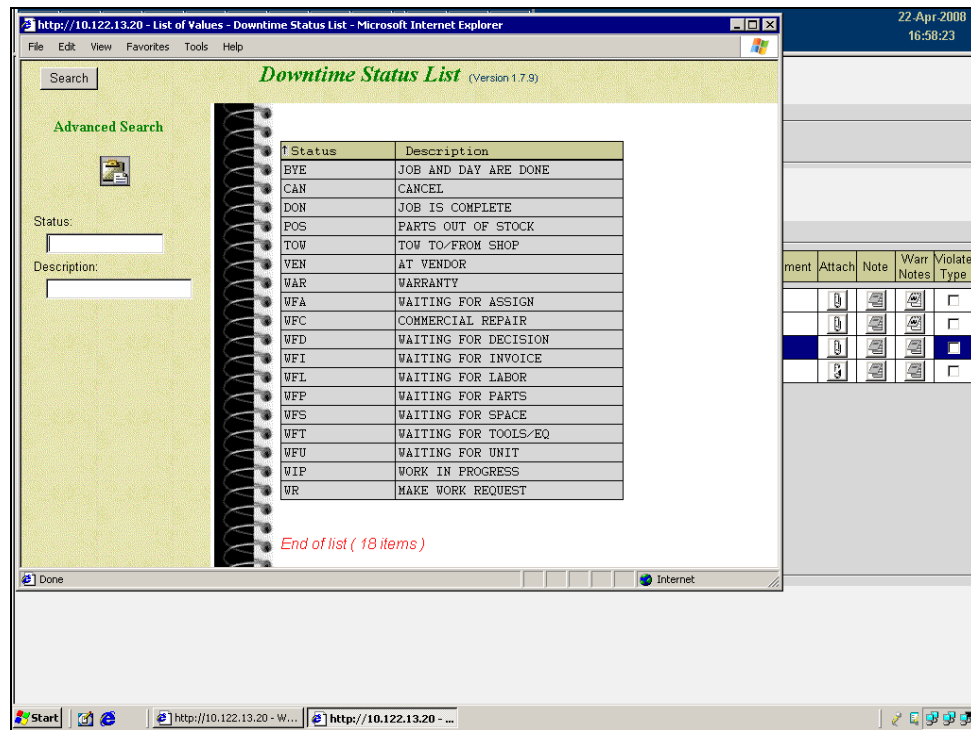 http://10.122.13.20 - List of Values - Downtime Status List - Microsoft Internet Explorer
22-Apr-2008
16:58:23
File Edit View Favorites Tools Help
Search
Downtime Status List (Version 1.7.9)
Advanced Search
Status:
Description:
↑Status Description
BYE JOB AND DAY ARE DONE
CAN CANCEL
DON JOB IS COMPLETE
POS PARTS OUT OF STOCK
TOW TOW TO/FROM SHOP
VEN AT VENDOR
WAR WARRANTY
WFA WAITING FOR ASSIGN
WFC COMMERCIAL REPAIR
WFD WAITING FOR DECISION
WFI WAITING FOR INVOICE
WFL WAITING FOR LABOR
WFP WAITING FOR PARTS
WFS WAITING FOR SPACE
WFT WAITING FOR TOOLS/EQ
WFU WAITING FOR UNIT
WIP WORK IN PROGRESS
WR MAKE WORK REQUEST
End of list ( 18 items )
ment Attach Note Warr Notes Violate Type
Done
Internet
Start
http://10.122.13.20 - W...
http://10.122.13.20 - ...